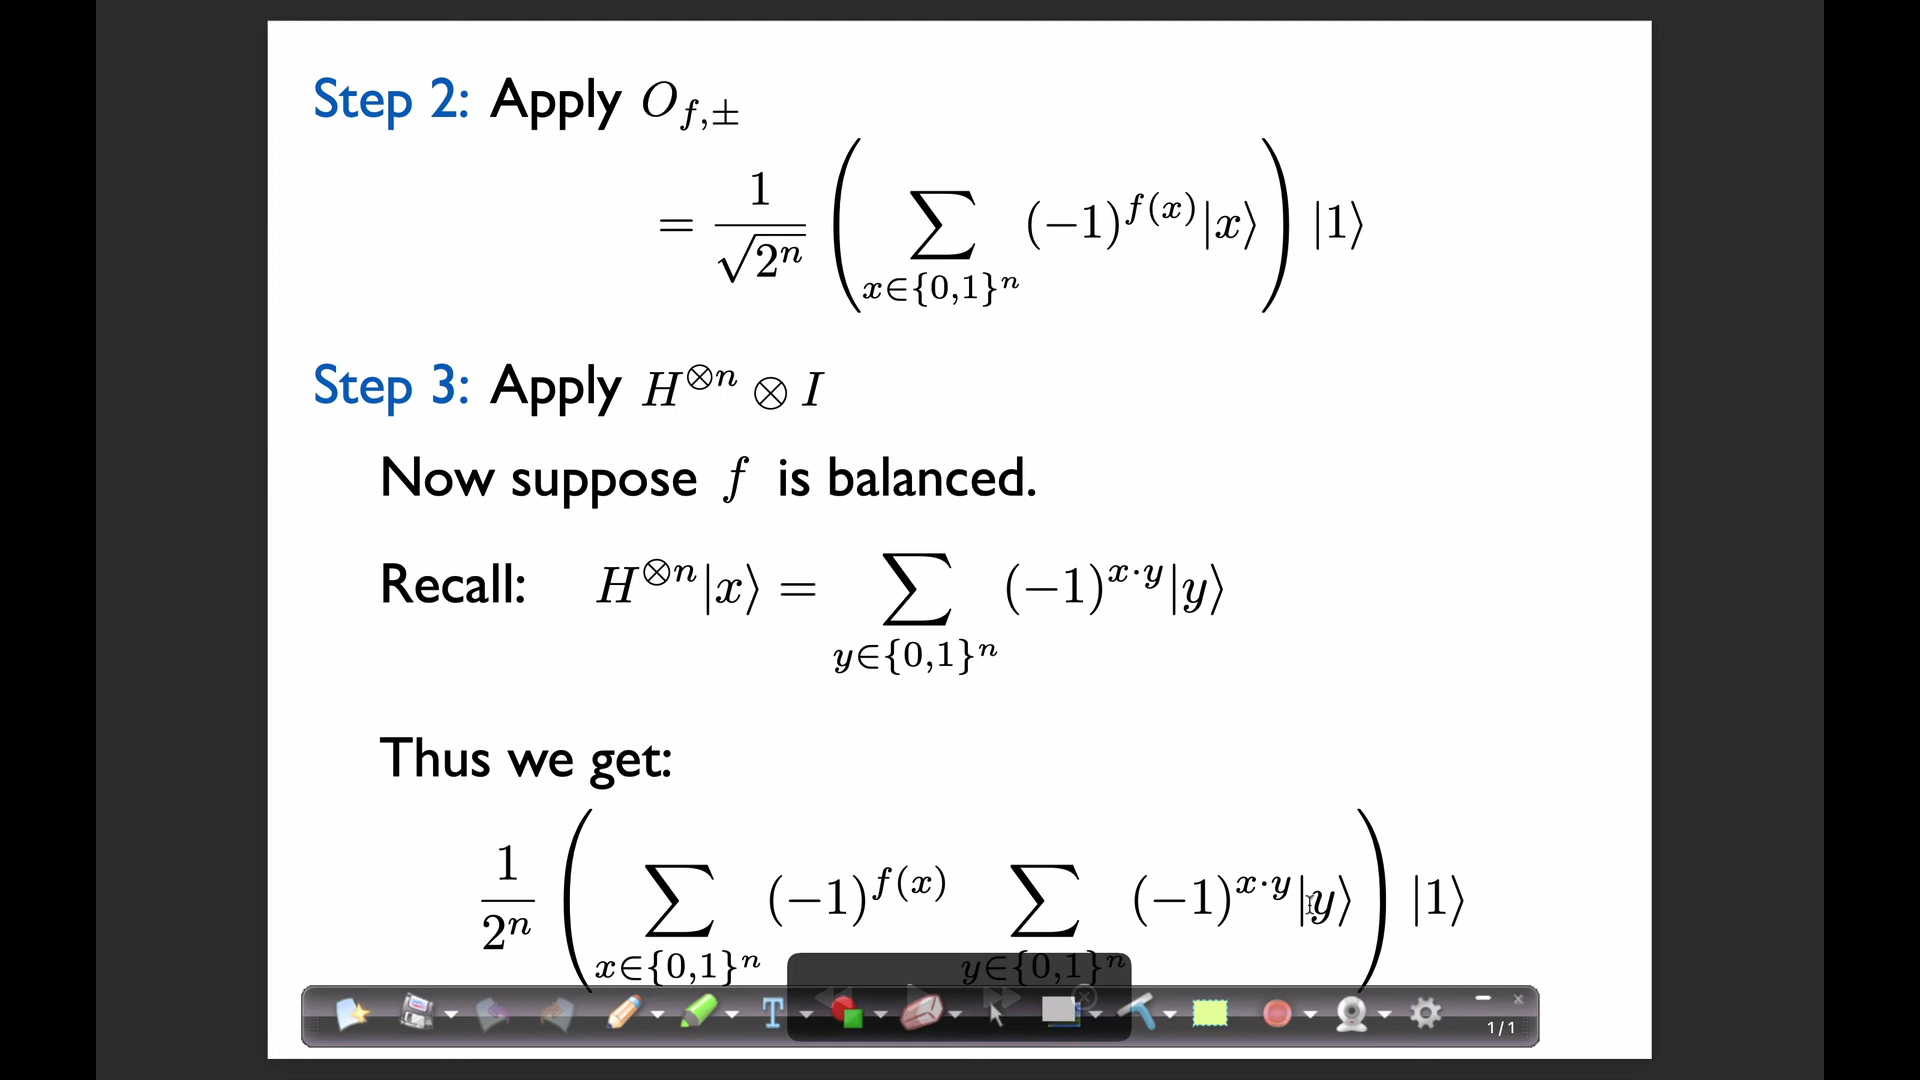 Step 2: Apply $O_{f,\pm}$
$= \frac{1}{\sqrt{2^n}} \left( \sum_{x \in \{0,1\}^n} (-1)^{f(x)} |x\rangle \right) |1\rangle$
Step 3: Apply $H^{\otimes n} \otimes I$
Now suppose $f$ is balanced.
Recall: $H^{\otimes n} |x\rangle = \sum_{y \in \{0,1\}^n} (-1)^{x \cdot y} |y\rangle$
Thus we get:
$\frac{1}{2^n} \left( \sum_{x \in \{0,1\}^n} (-1)^{f(x)} \sum_{y \in \{0,1\}^n} (-1)^{x \cdot y} |y\rangle \right) |1\rangle$
T
1/1